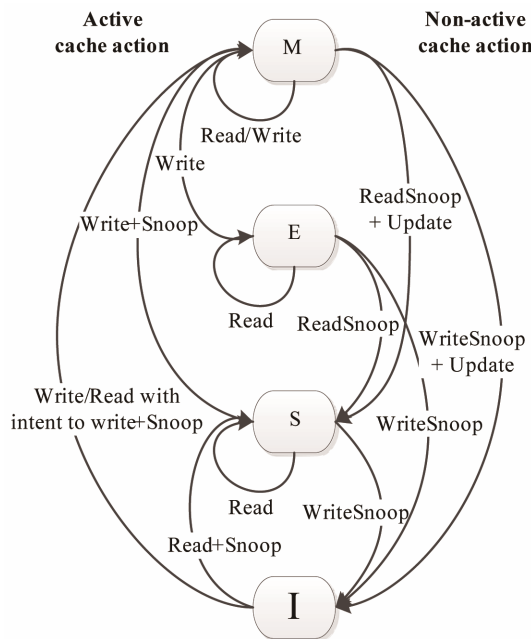 Active
cache action
Non-active
cache action
M
Read/Write
Write
ReadSnoop
+ Update
Write+Snoop
E
Read
ReadSnoop
WriteSnoop
+ Update
Write/Read with
intent to write+Snoop
S
WriteSnoop
Read
WriteSnoop
Read+Snoop
I